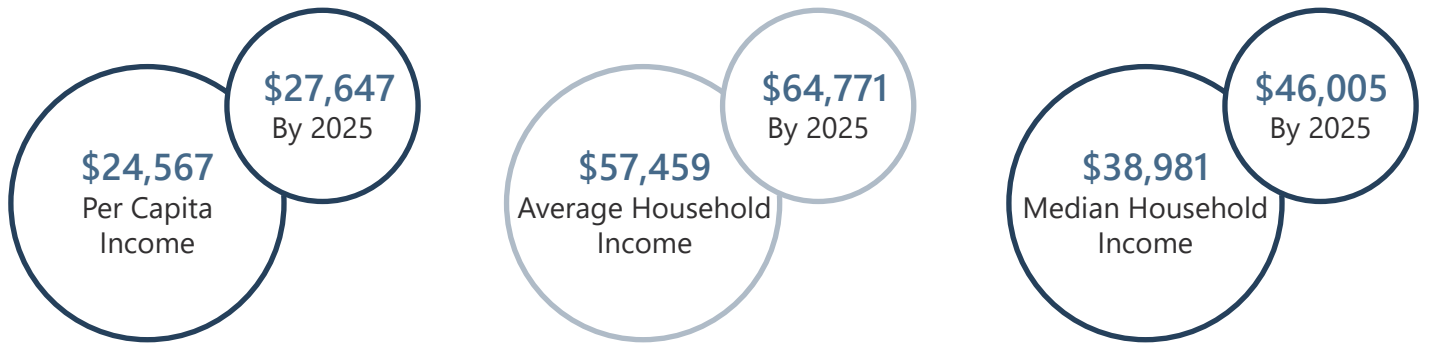 $27,647
By 2025
$24,567
Per Capita
Income
$64,771
By 2025
$57,459
Average Household
Income
$46,005
By 2025
$38,981
Median Household
Income